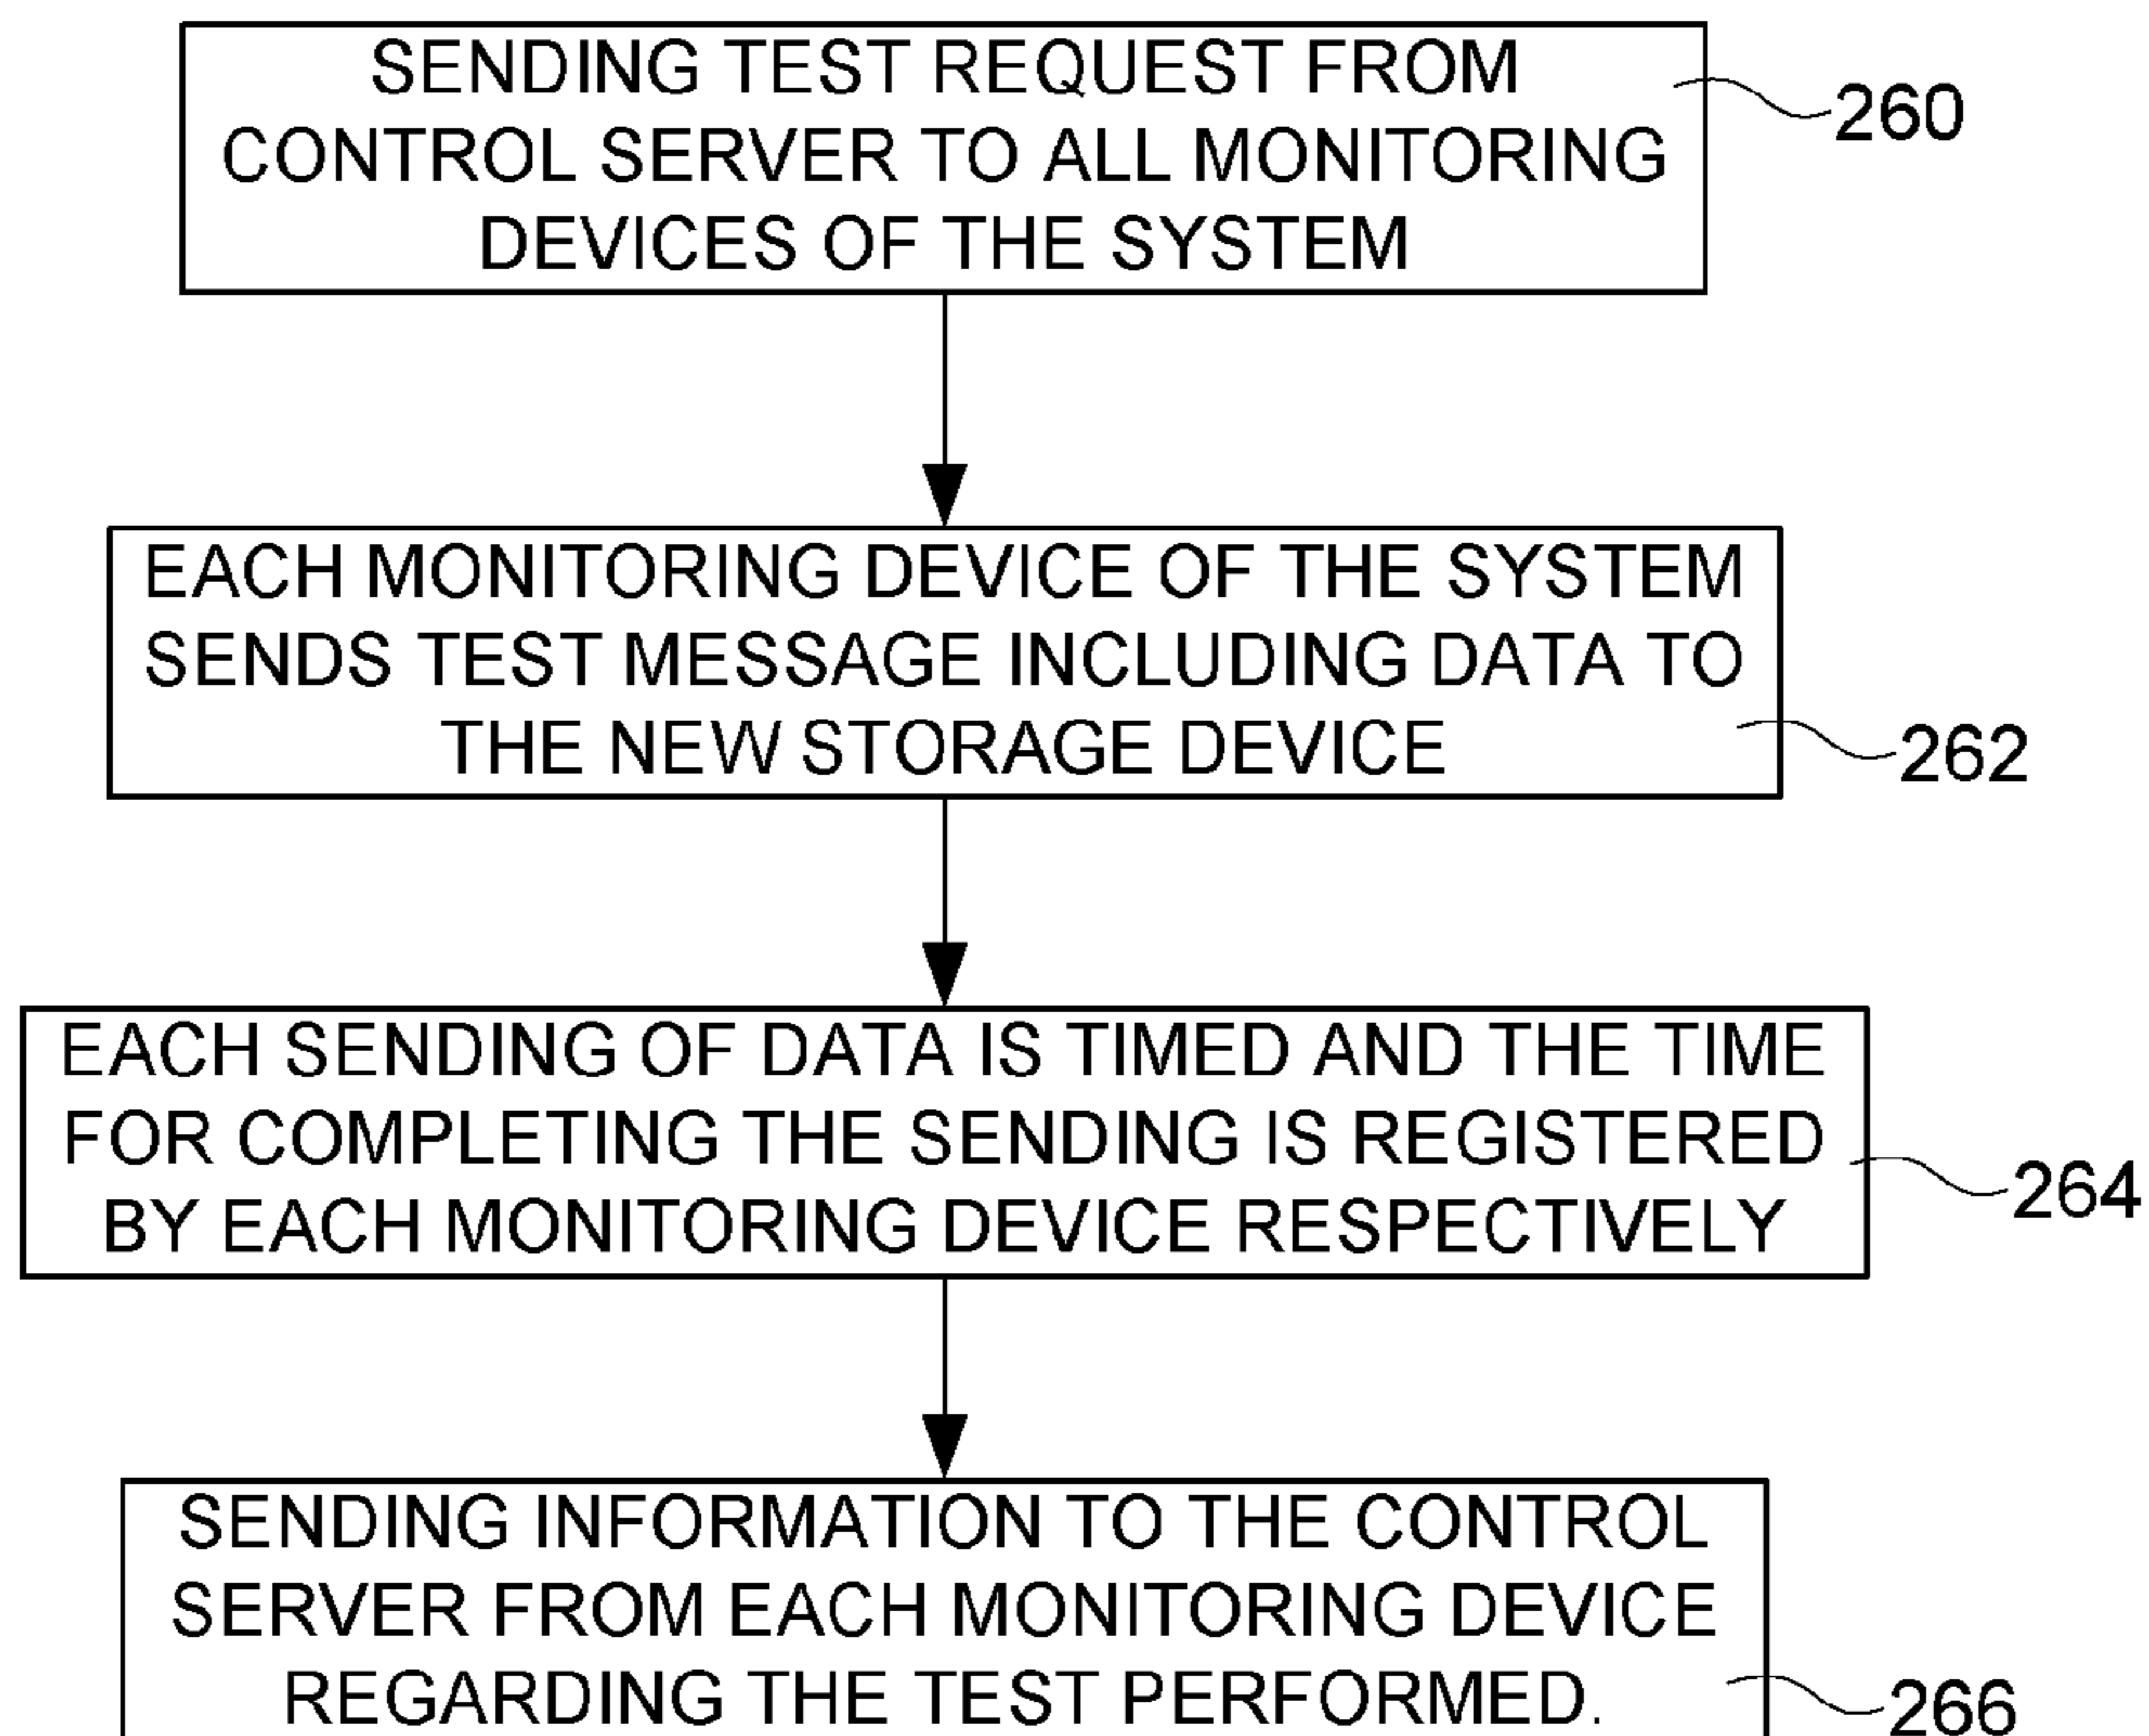 SENDING TEST REQUEST FROM
CONTROL SERVER TO ALL MONITORING
DEVICES OF THE SYSTEM
260
EACH MONITORING DEVICE OF THE SYSTEM
SENDS TEST MESSAGE INCLUDING DATA TO
THE NEW STORAGE DEVICE
262
EACH SENDING OF DATA IS TIMED AND THE TIME
FOR COMPLETING THE SENDING IS REGISTERED
BY EACH MONITORING DEVICE RESPECTIVELY
264
SENDING INFORMATION TO THE CONTROL
SERVER FROM EACH MONITORING DEVICE
REGARDING THE TEST PERFORMED.
266